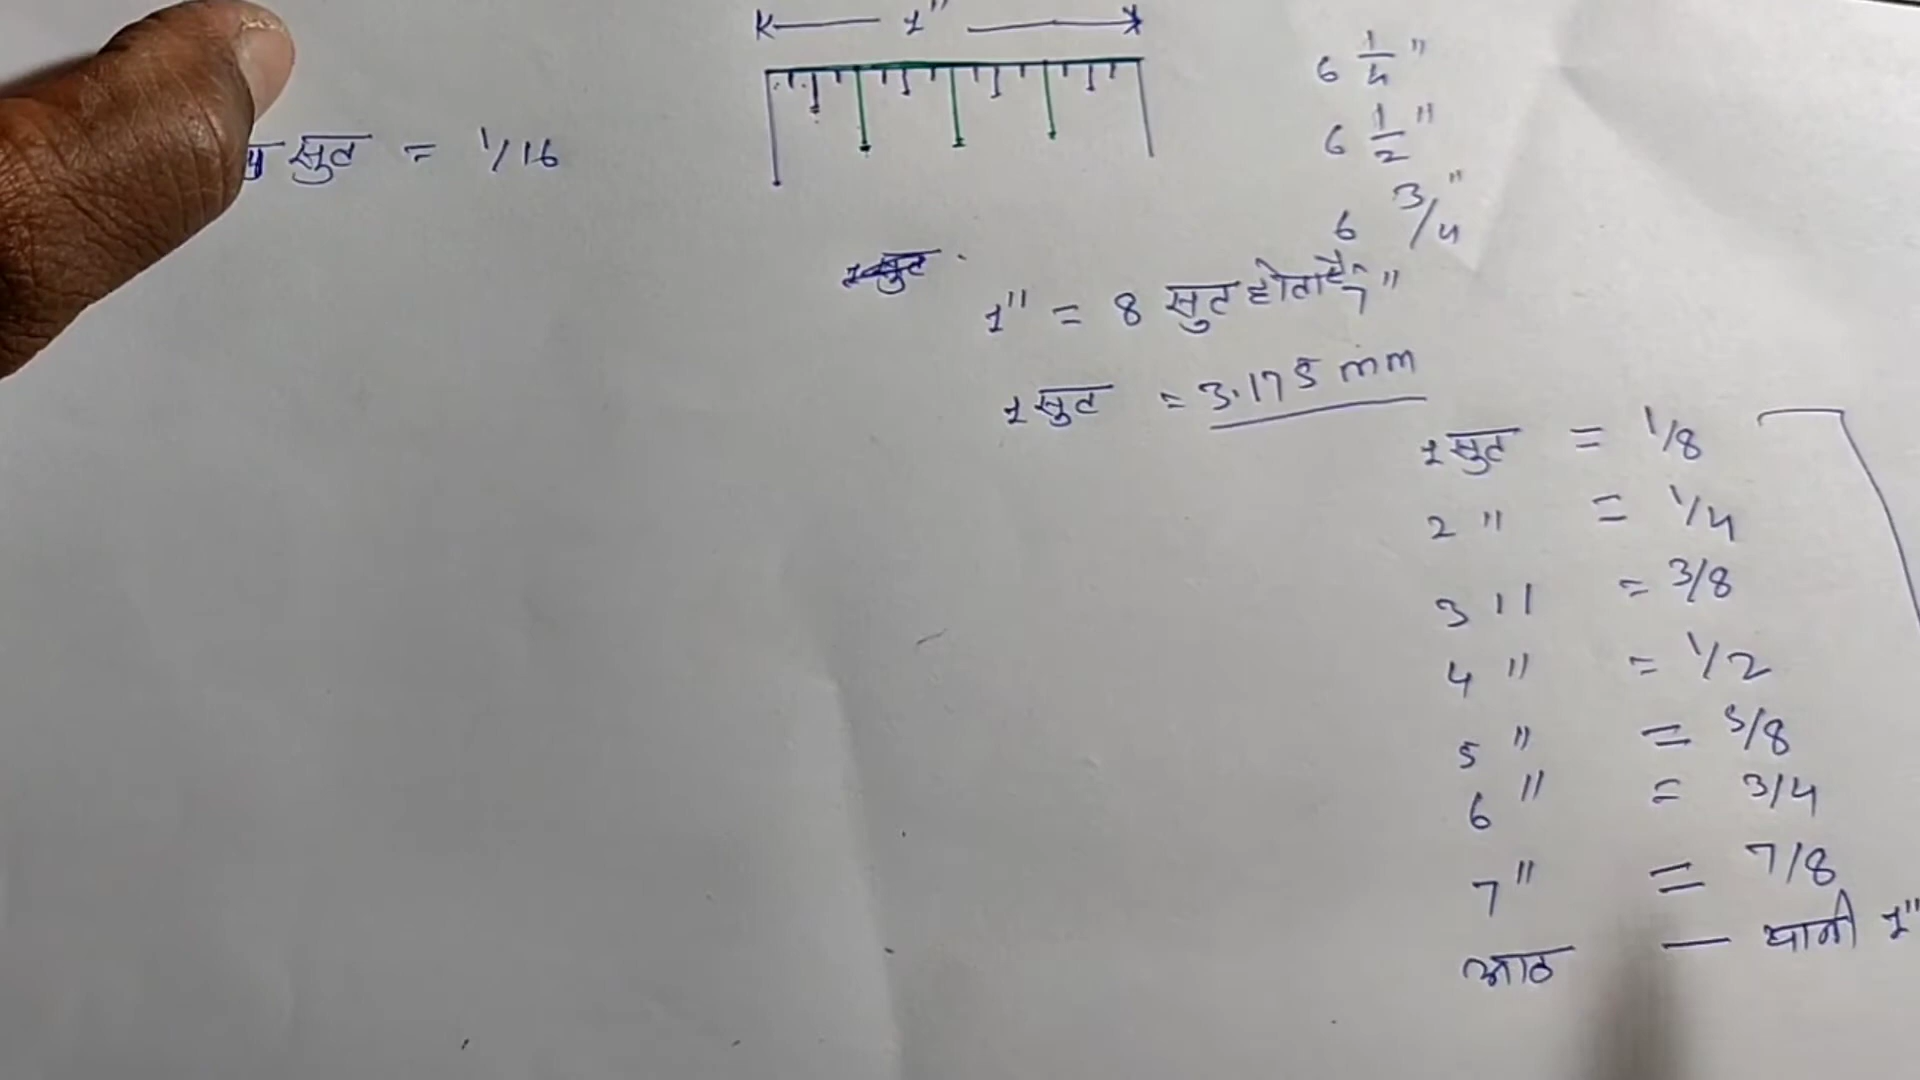 1"
6 1/4 "
6 1/2 "
6 3/4 "
सुत = 1/16
1 सुत
1" = 8 सुत होता है
7"
1 सुत = 3.175 mm
1 सुत = 1/8
2 " = 1/4
3 " = 3/8
4 " = 1/2
5 " = 5/8
6 " = 3/4
7 " = 7/8
आठ — यानी 1"